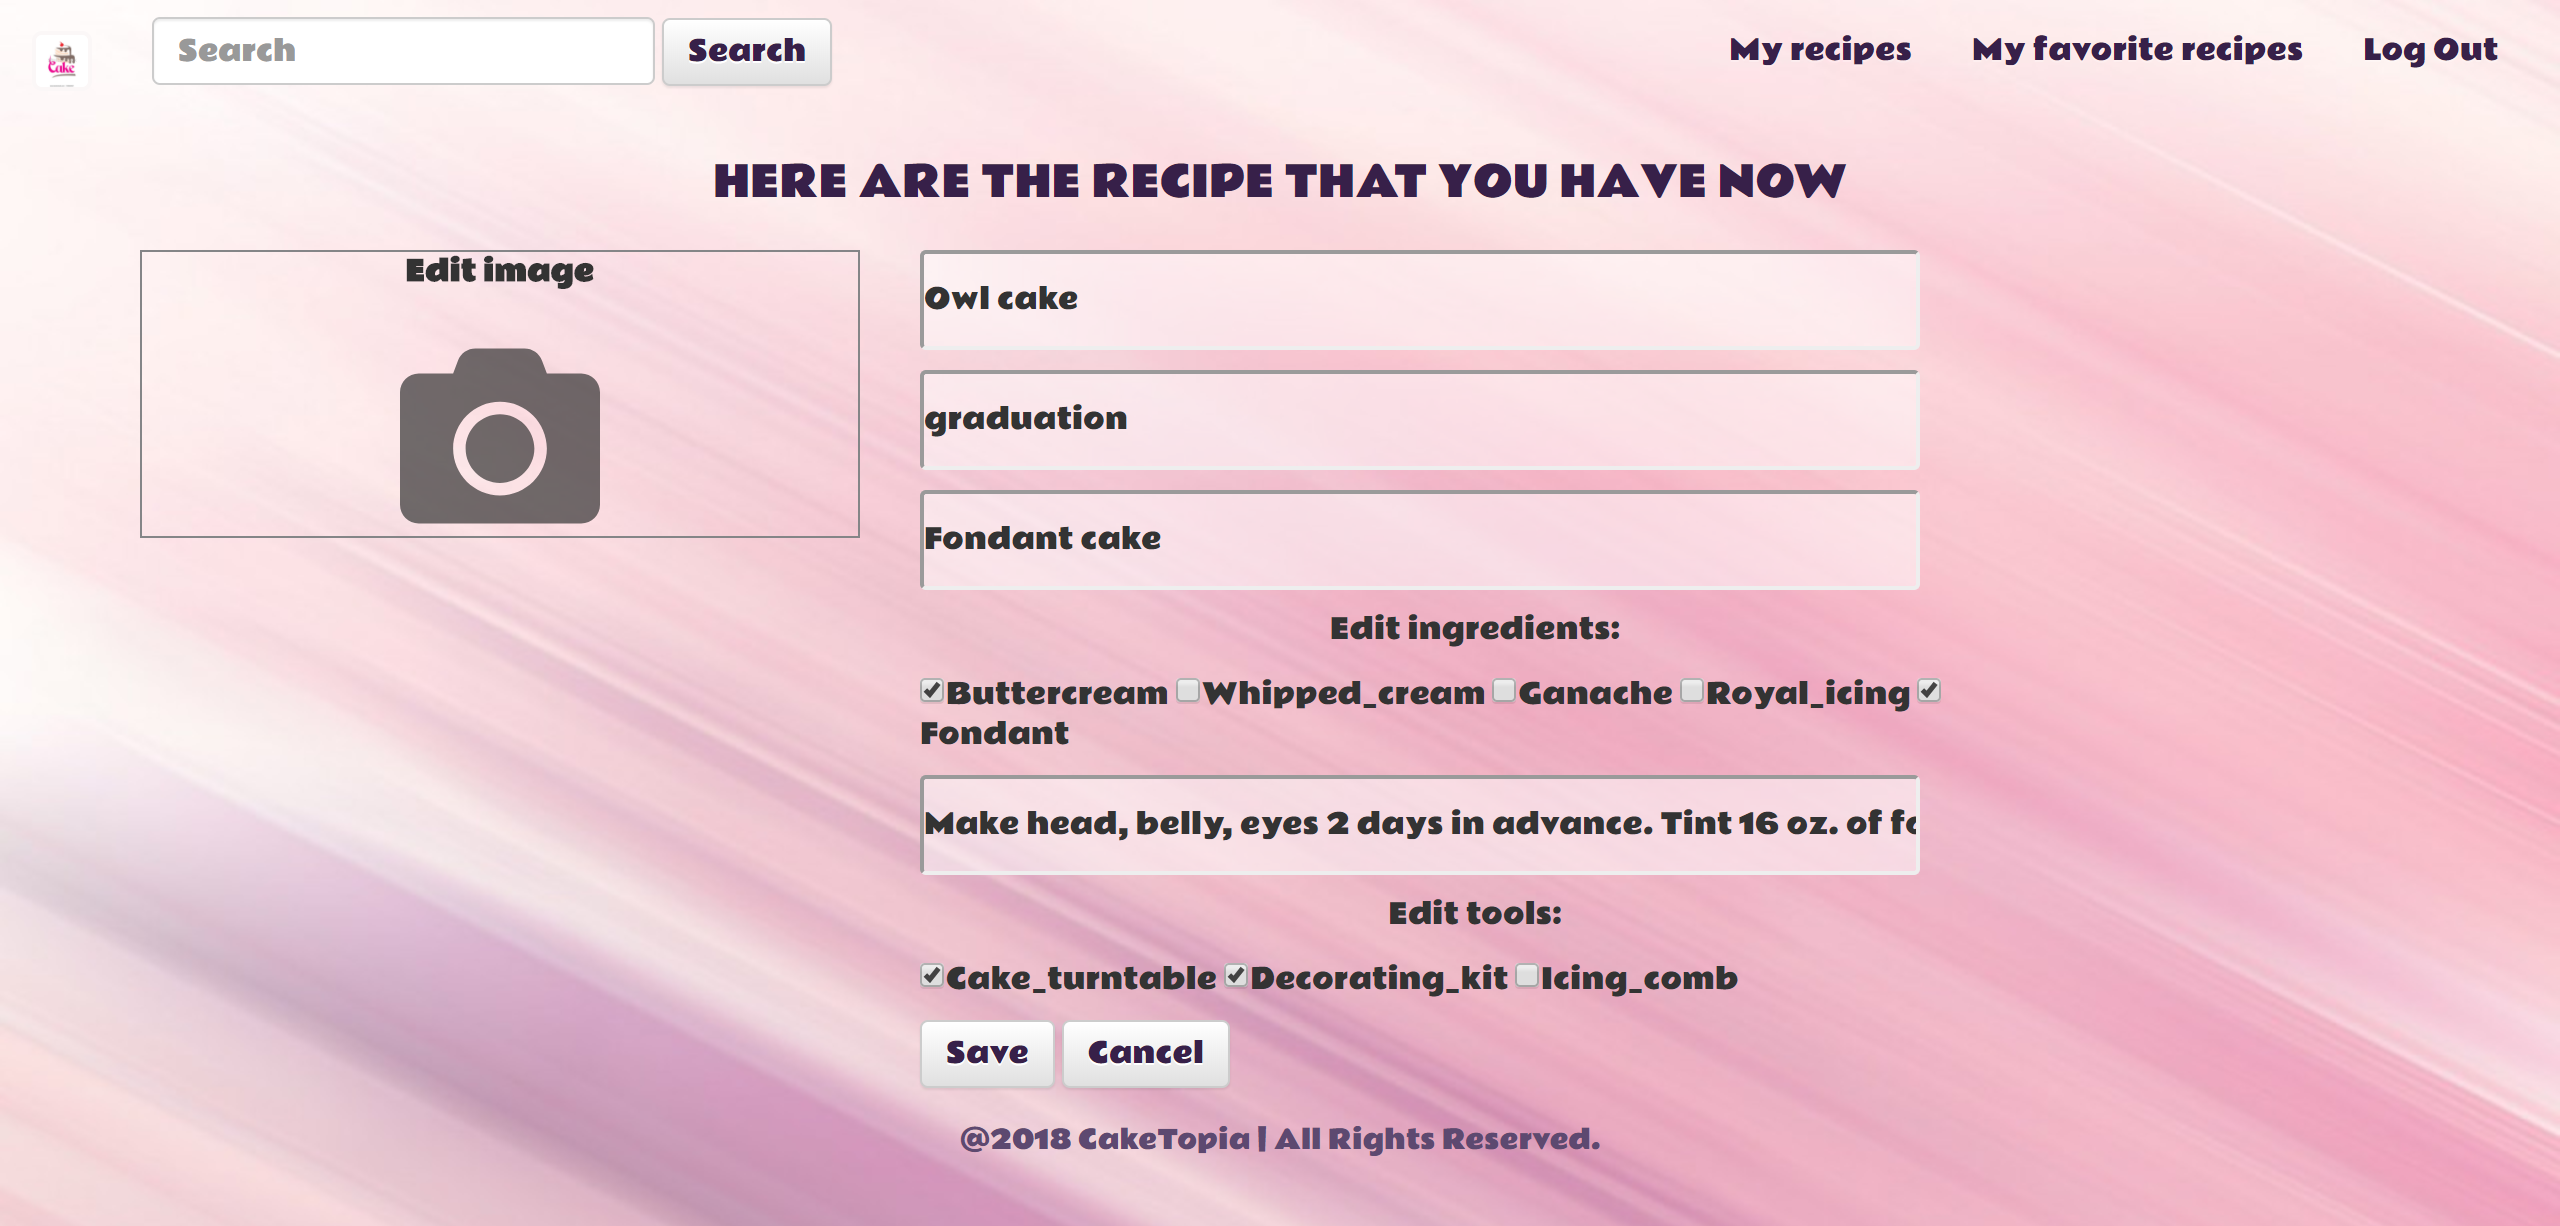 Cake
Search
Search
My recipes
My favorite recipes
Log Out
HERE ARE THE RECIPE THAT YOU HAVE NOW
Edit image
Owl cake
graduation
Fondant cake
Edit ingredients:
Buttercream Whipped_cream Ganache Royal_icing
Fondant
Make head, belly, eyes 2 days in advance. Tint 16 oz. of fo
Edit tools:
Cake_turntable Decorating_kit Icing_comb
Save
Cancel
@2018 CakeTopia | All Rights Reserved.